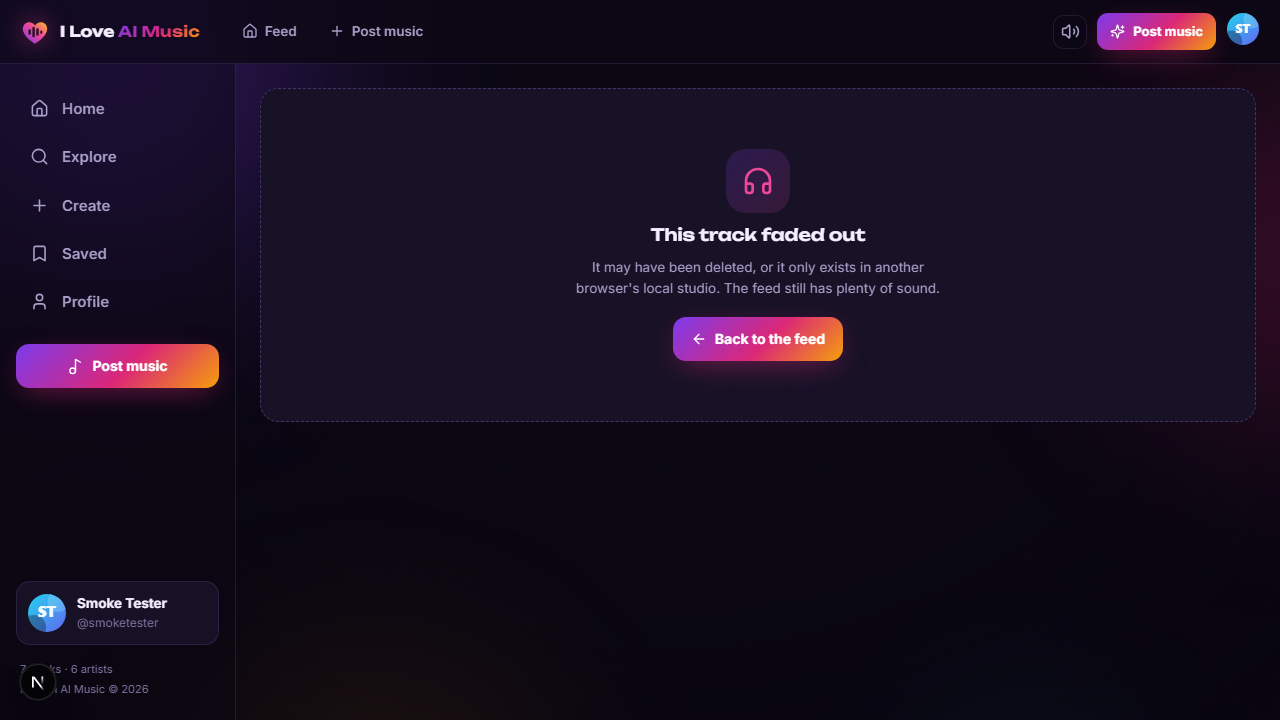 I Love AI Music
Feed
Post music
Post music
ST
Home
Explore
Create
Saved
Profile
Post music
This track faded out
It may have been deleted, or it only exists in another
browser's local studio. The feed still has plenty of sound.
Back to the feed
ST
Smoke Tester
@smoketester
· 6 artists
N
AI Music © 2026